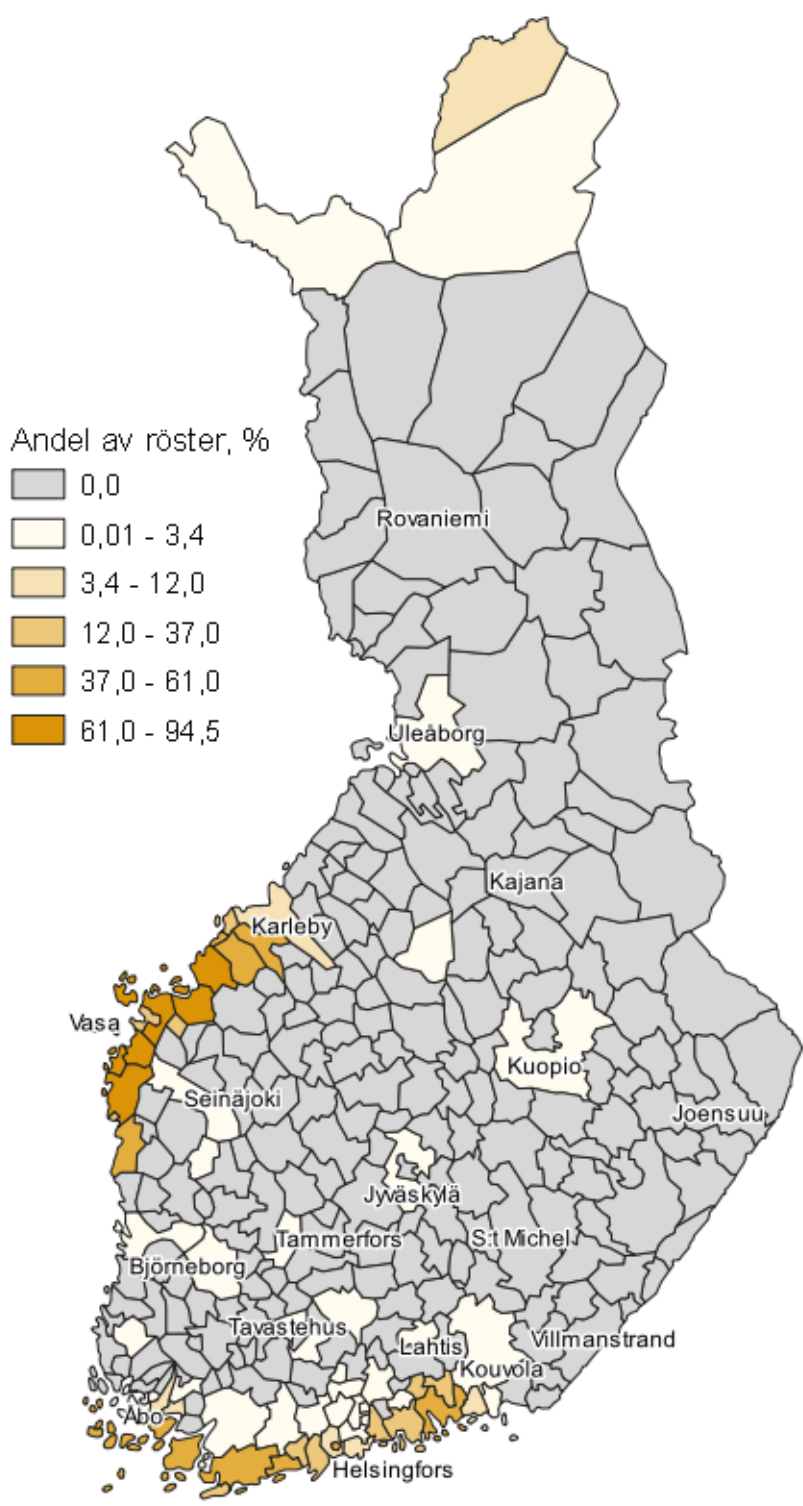 Andel av röster, %
0,0
0,01 - 3,4
3,4 - 12,0
12,0 - 37,0
37,0 - 61,0
61,0 - 94,5
Rovaniemi
Uleåborg
Kajana
Karleby
Vasa
Kuopio
Seinäjoki
Joensuu
Jyväskylä
Tammerfors
S:t Michel
Björneborg
Tavastehus
Lahtis
Villmanstrand
Kouvola
Åbo
Helsingfors